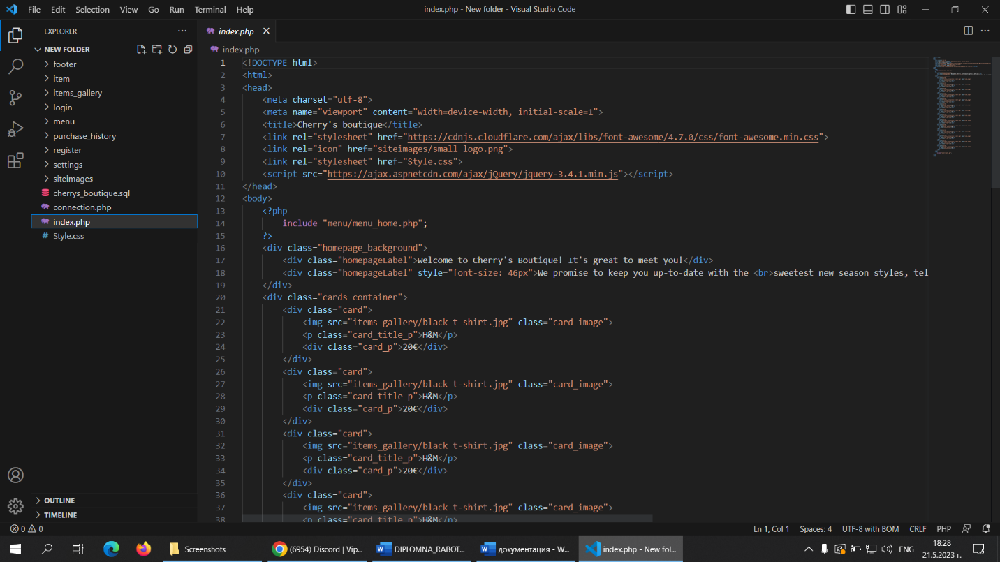 File Edit Selection View Go Run Terminal Help
index.php - New folder - Visual Studio Code
EXPLORER
NEW FOLDER
footer
item
items_gallery
login
menu
purchase_history
register
settings
siteimages
cherrys_boutique.sql
connection.php
index.php
# Style.css
OUTLINE
TIMELINE
index.php
index.php
1 <!DOCTYPE html>
2 <html>
3 <head>
4 <meta charset="utf-8">
5 <meta name="viewport" content="width=device-width, initial-scale=1">
6 <title>Cherry's boutique</title>
7 <link rel="stylesheet" href="https://cdnjs.cloudflare.com/ajax/libs/font-awesome/4.7.0/css/font-awesome.min.css">
8 <link rel="icon" href="siteimages/small_logo.png">
9 <link rel="stylesheet" href="Style.css">
10 <script src="https://ajax.aspnetcdn.com/ajax/jQuery/jquery-3.4.1.min.js"></script>
11 </head>
12 <body>
13 <?php
14 include "menu/menu_home.php";
15 ?>
16 <div class="homepage_background">
17 <div class="homepageLabel">Welcome to Cherry's Boutique! It's great to meet you!</div>
18 <div class="homepageLabel" style="font-size: 46px">We promise to keep you up-to-date with the <br>sweetest new season styles, tel
19 </div>
20 <div class="cards_container">
21 <div class="card">
22 <img src="items_gallery/black t-shirt.jpg" class="card_image">
23 <p class="card_title_p">H&M</p>
24 <div class="card_p">20€</div>
25 </div>
26 <div class="card">
27 <img src="items_gallery/black t-shirt.jpg" class="card_image">
28 <p class="card_title_p">H&M</p>
29 <div class="card_p">20€</div>
30 </div>
31 <div class="card">
32 <img src="items_gallery/black t-shirt.jpg" class="card_image">
33 <p class="card_title_p">H&M</p>
34 <div class="card_p">20€</div>
35 </div>
36 <div class="card">
37 <img src="items_gallery/black t-shirt.jpg" class="card_image">
38 <p class="card_title_p">H&M</p>
0 0
Ln 1, Col 1 Spaces: 4 UTF-8 with BOM CRLF PHP
Screenshots
(6954) Discord | Vip...
DIPLOMNA_RABOT...
документация - W...
index.php - New fol...
ENG
18:28
21.5.2023 г.